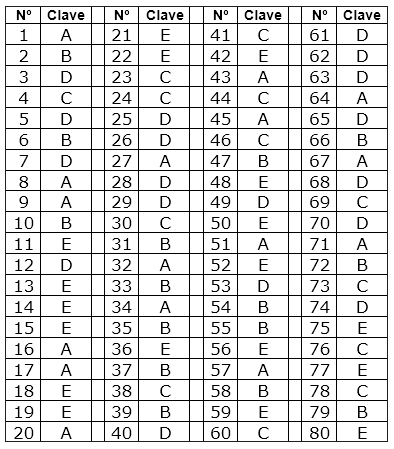 Nº Clave Nº Clave Nº Clave Nº Clave
1 A 21 E 41 C 61 D
2 B 22 E 42 E 62 D
3 D 23 C 43 A 63 D
4 C 24 C 44 C 64 A
5 D 25 D 45 A 65 D
6 B 26 D 46 C 66 B
7 D 27 A 47 B 67 A
8 A 28 D 48 E 68 D
9 A 29 D 49 D 69 C
10 B 30 C 50 E 70 D
11 E 31 B 51 A 71 A
12 D 32 A 52 E 72 B
13 E 33 B 53 D 73 C
14 E 34 A 54 B 74 D
15 E 35 B 55 B 75 E
16 A 36 E 56 E 76 C
17 A 37 B 57 A 77 E
18 E 38 C 58 B 78 C
19 E 39 B 59 E 79 B
20 A 40 D 60 C 80 E